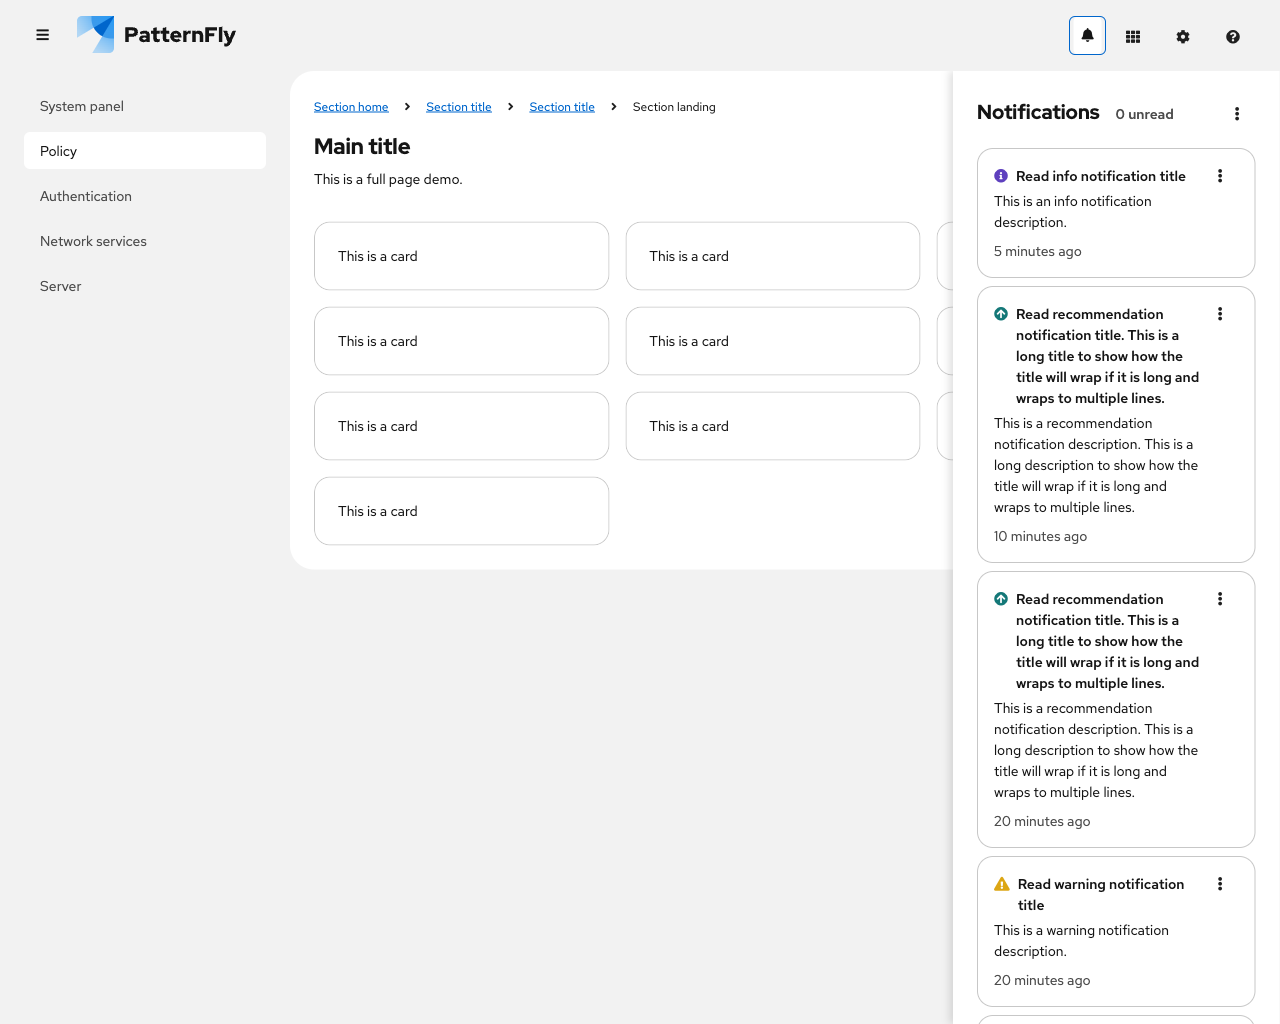 PatternFly
System panel
Policy
Authentication
Network services
Server
Section home
Section title
Section title
Section landing
Main title
This is a full page demo.
This is a card
This is a card
This is a card
This is a card
This is a card
This is a card
This is a card
Notifications
0 unread
Read info notification title
This is an info notification
description.
5 minutes ago
Read recommendation
notification title. This is a
long title to show how the
title will wrap if it is long and
wraps to multiple lines.
This is a recommendation
notification description. This is a
long description to show how the
title will wrap if it is long and
wraps to multiple lines.
10 minutes ago
Read recommendation
notification title. This is a
long title to show how the
title will wrap if it is long and
wraps to multiple lines.
This is a recommendation
notification description. This is a
long description to show how the
title will wrap if it is long and
wraps to multiple lines.
20 minutes ago
Read warning notification
title
This is a warning notification
description.
20 minutes ago